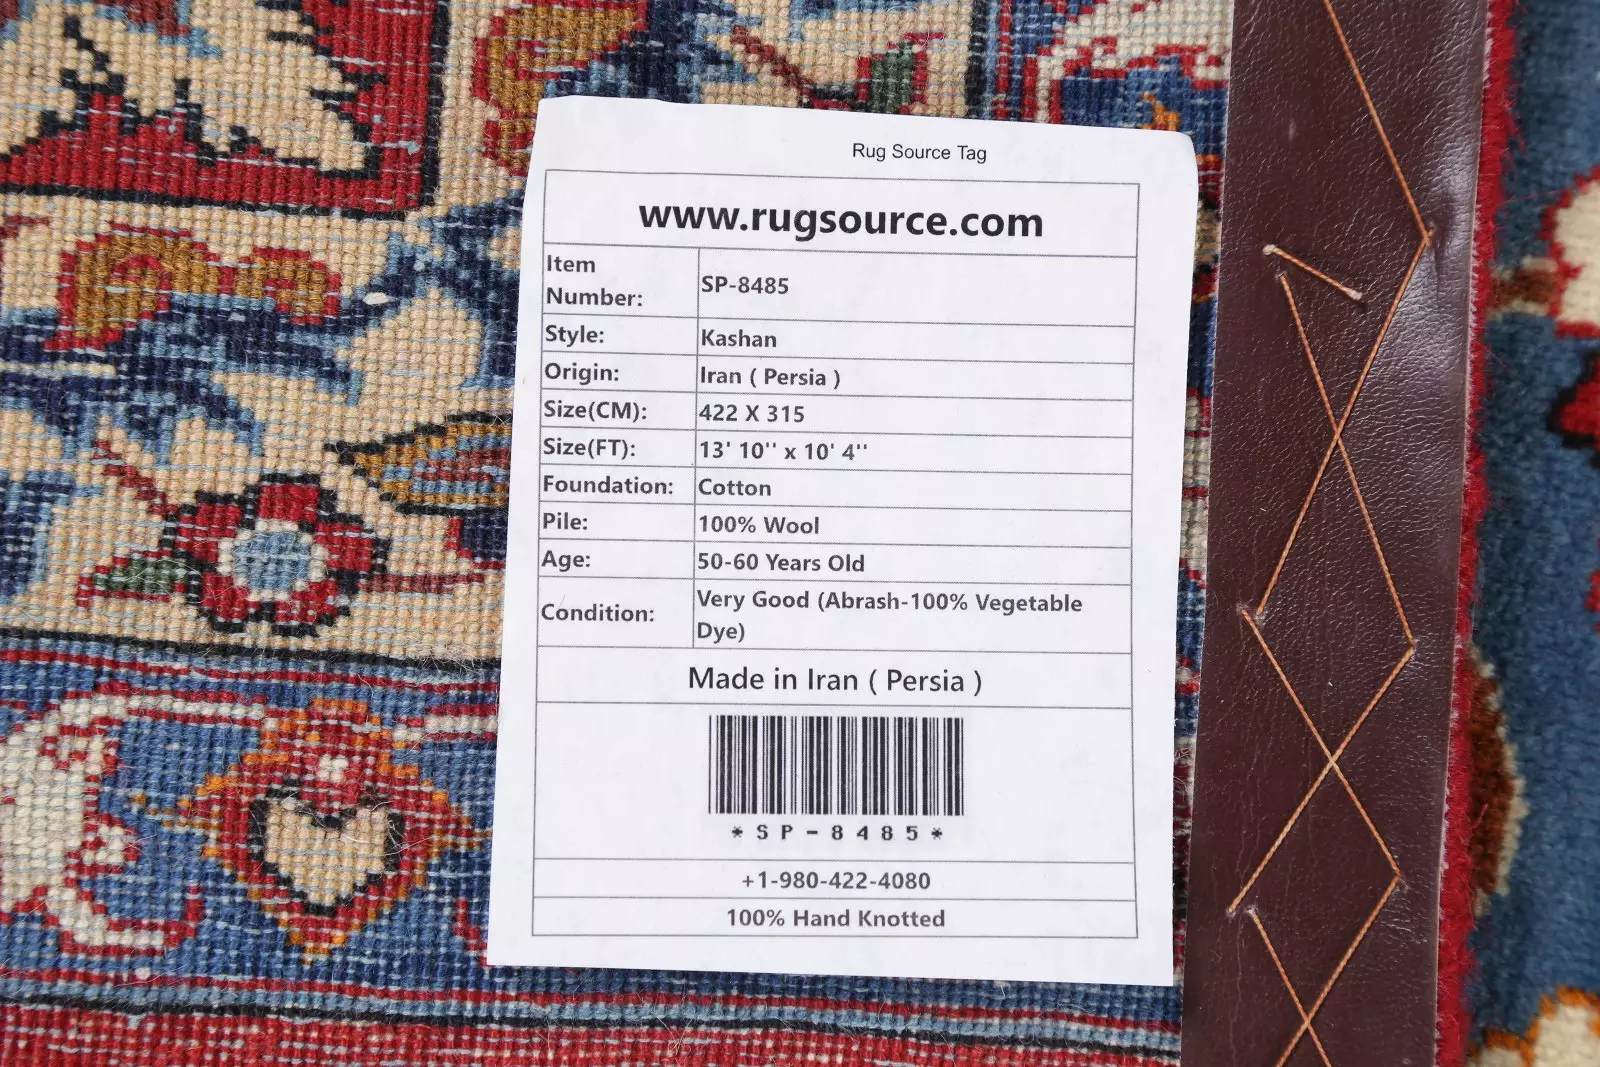 Rug Source Tag
www.rugsource.com
Item
Number:
SP-8485
Style: Kashan
Origin: Iran ( Persia )
Size(CM): 422 X 315
Size(FT): 13' 10'' x 10' 4''
Foundation: Cotton
Pile: 100% Wool
Age: 50-60 Years Old
Condition: Very Good (Abrash-100% Vegetable
Dye)
Made in Iran ( Persia )
*SP-8485*
+1-980-422-4080
100% Hand Knotted